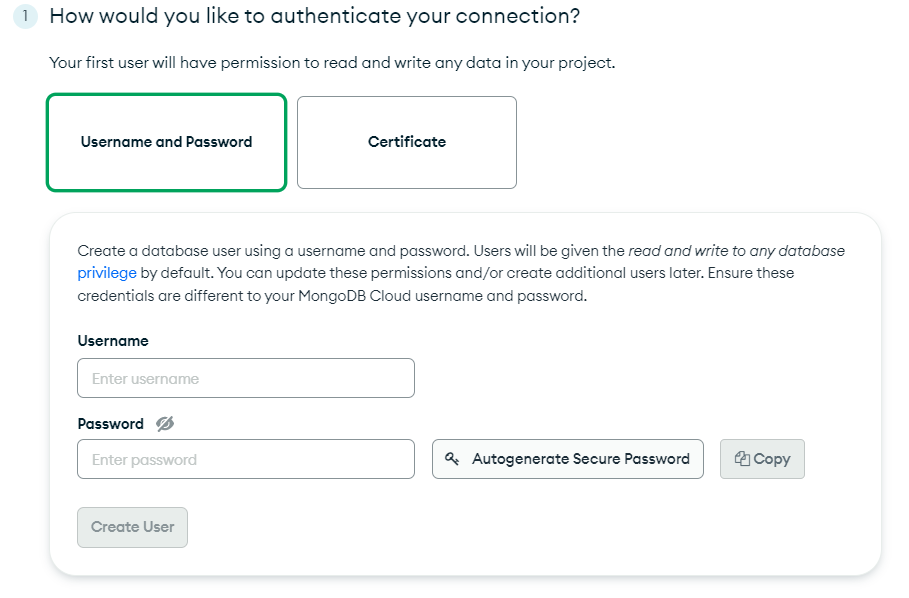 1 How would you like to authenticate your connection?
Your first user will have permission to read and write any data in your project.
Username and Password
Certificate
Create a database user using a username and password. Users will be given the read and write to any database
privilege by default. You can update these permissions and/or create additional users later. Ensure these
credentials are different to your MongoDB Cloud username and password.
Username
Enter username
Password
Enter password
Autogenerate Secure Password
Copy
Create User